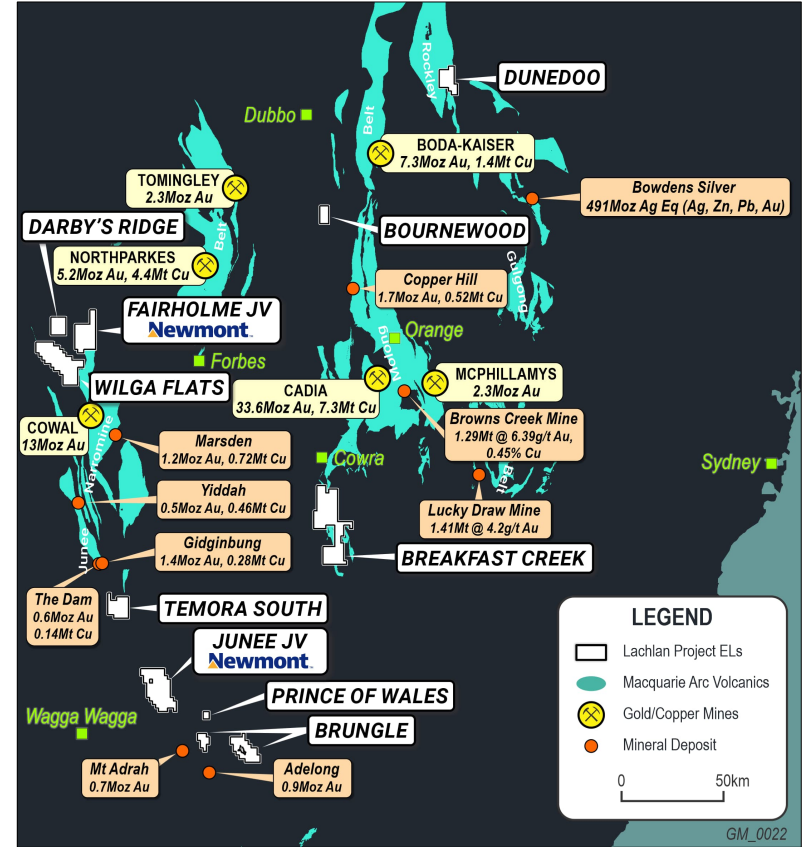 Rockley
DUNEDOO
Dubbo
Belt
BODA-KAISER
7.3Moz Au, 1.4Mt Cu
TOMINGLEY
2.3Moz Au
Bowdens Silver
491Moz Ag Eq (Ag, Zn, Pb, Au)
DARBY'S RIDGE
Belt
BOURNEWOOD
NORTHPARKES
5.2Moz Au, 4.4Mt Cu
Gulgong
Copper Hill
1.7Moz Au, 0.52Mt Cu
FAIRHOLME JV
Newmont™
Orange
Molong
Forbes
WILGA FLATS
CADIA
33.6Moz Au, 7.3Mt Cu
MCPHILLAMYS
2.3Moz Au
COWAL
13Moz Au
Narromine
Marsden
1.2Moz Au, 0.72Mt Cu
Browns Creek Mine
1.29Mt @ 6.39g/t Au,
0.45% Cu
Cowra
Sydney
Belt
Yiddah
0.5Moz Au, 0.46Mt Cu
Lucky Draw Mine
1.41Mt @ 4.2g/t Au
Junee
Gidginbung
1.4Moz Au, 0.28Mt Cu
BREAKFAST CREEK
The Dam
0.6Moz Au
0.14Mt Cu
TEMORA SOUTH
JUNEE JV
Newmont™
PRINCE OF WALES
Wagga Wagga
BRUNGLE
Mt Adrah
0.7Moz Au
Adelong
0.9Moz Au
LEGEND
Lachlan Project ELs
Macquarie Arc Volcanics
Gold/Copper Mines
Mineral Deposit
0 50km
GM_0022